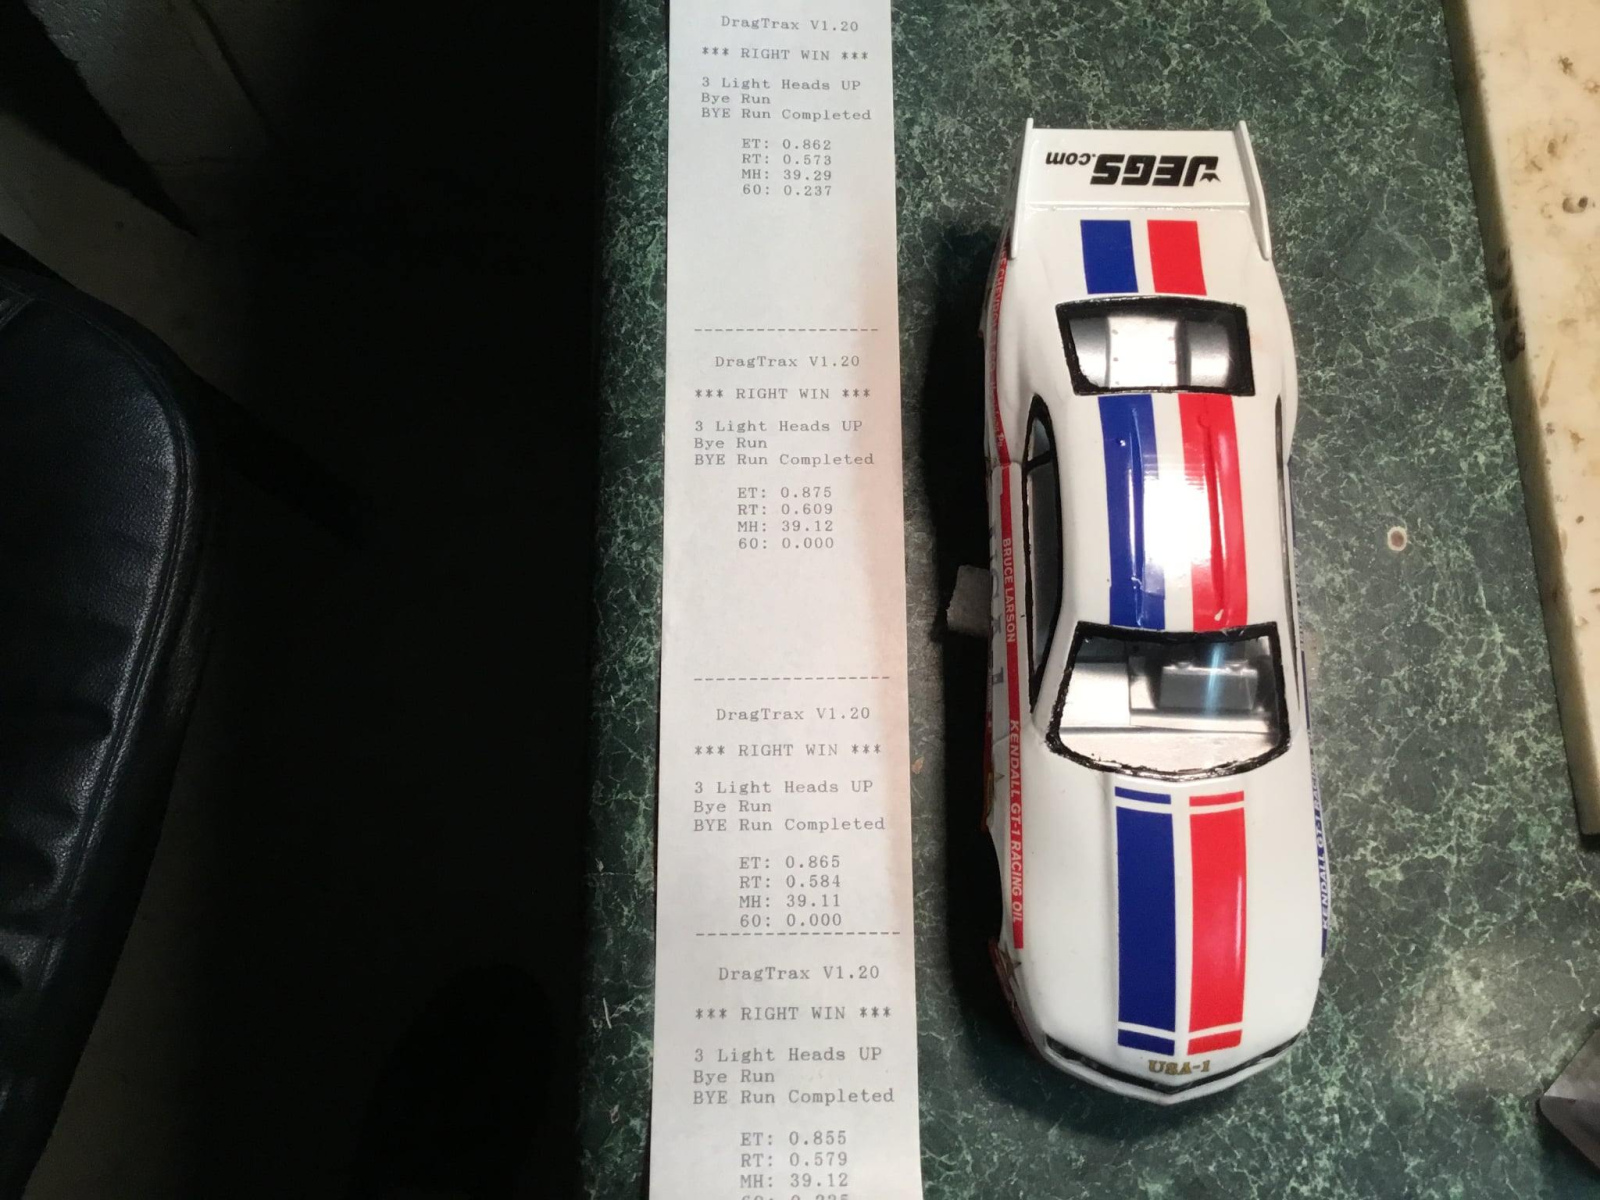 DragTrax V1.20
*** RIGHT WIN ***
3 Light Heads UP
Bye Run
BYE Run Completed
ET: 0.862
RT: 0.573
MH: 39.29
60: 0.237
--------------------
DragTrax V1.20
*** RIGHT WIN ***
3 Light Heads UP
Bye Run
BYE Run Completed
ET: 0.875
RT: 0.609
MH: 39.12
60: 0.000
--------------------
DragTrax V1.20
*** RIGHT WIN ***
3 Light Heads UP
Bye Run
BYE Run Completed
ET: 0.865
RT: 0.584
MH: 39.11
60: 0.000
--------------------
DragTrax V1.20
*** RIGHT WIN ***
3 Light Heads UP
Bye Run
BYE Run Completed
ET: 0.855
RT: 0.579
MH: 39.12
JEGS.com
BRUCE LARSON
KENDALL GT-1 RACING OIL
KENDALL GT-1
USA-1